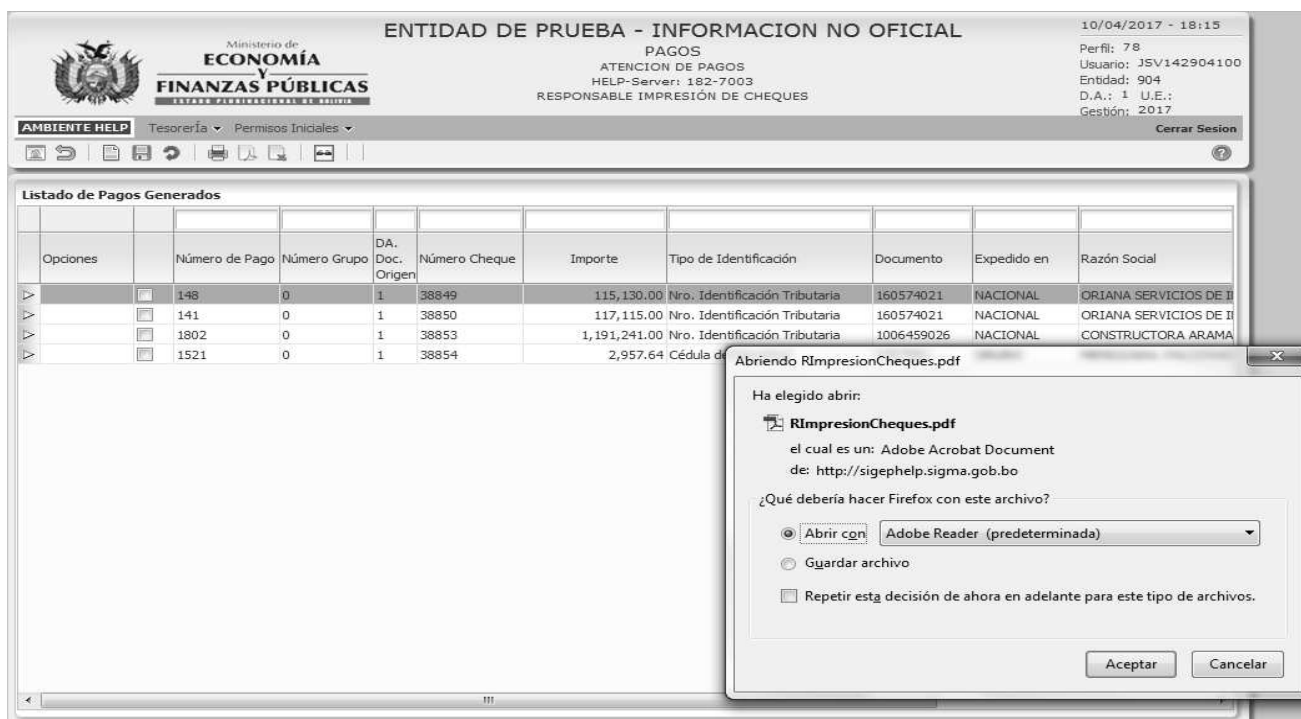 ENTIDAD DE PRUEBA - INFORMACION NO OFICIAL
PAGOS
ATENCION DE PAGOS
HELP-Server: 182-7003
RESPONSABLE IMPRESIÓN DE CHEQUES
Ministerio de
ECONOMÍA
Y
FINANZAS PÚBLICAS
ESTADO PLURINACIONAL DE BOLIVIA
10/04/2017 - 18:15
Perfil: 78
Usuario: JSV142904100
Entidad: 904
D.A.: 1 U.E.:
Gestión: 2017
AMBIENTE HELP Tesorería Permisos Iniciales Cerrar Sesion
Listado de Pagos Generados
Opciones Número de Pago Número Grupo DA. Doc. Origen Número Cheque Importe Tipo de Identificación Documento Expedido en Razón Social
148 0 1 38849 115,130.00 Nro. Identificación Tributaria 160574021 NACIONAL ORIANA SERVICIOS DE
141 0 1 38850 117,115.00 Nro. Identificación Tributaria 160574021 NACIONAL ORIANA SERVICIOS DE
1802 0 1 38853 1,191,241.00 Nro. Identificación Tributaria 1006459026 NACIONAL CONSTRUCTORA ARAMA
1521 0 1 38854 2,957.64 Cédula de
Abriendo RImpresionCheques.pdf
Ha elegido abrir:
RImpresionCheques.pdf
el cual es un: Adobe Acrobat Document
de: http://sigephelp.sigma.gob.bo
¿Qué debería hacer Firefox con este archivo?
Abrir con Adobe Reader (predeterminada)
Guardar archivo
Repetir esta decisión de ahora en adelante para este tipo de archivos.
Aceptar Cancelar